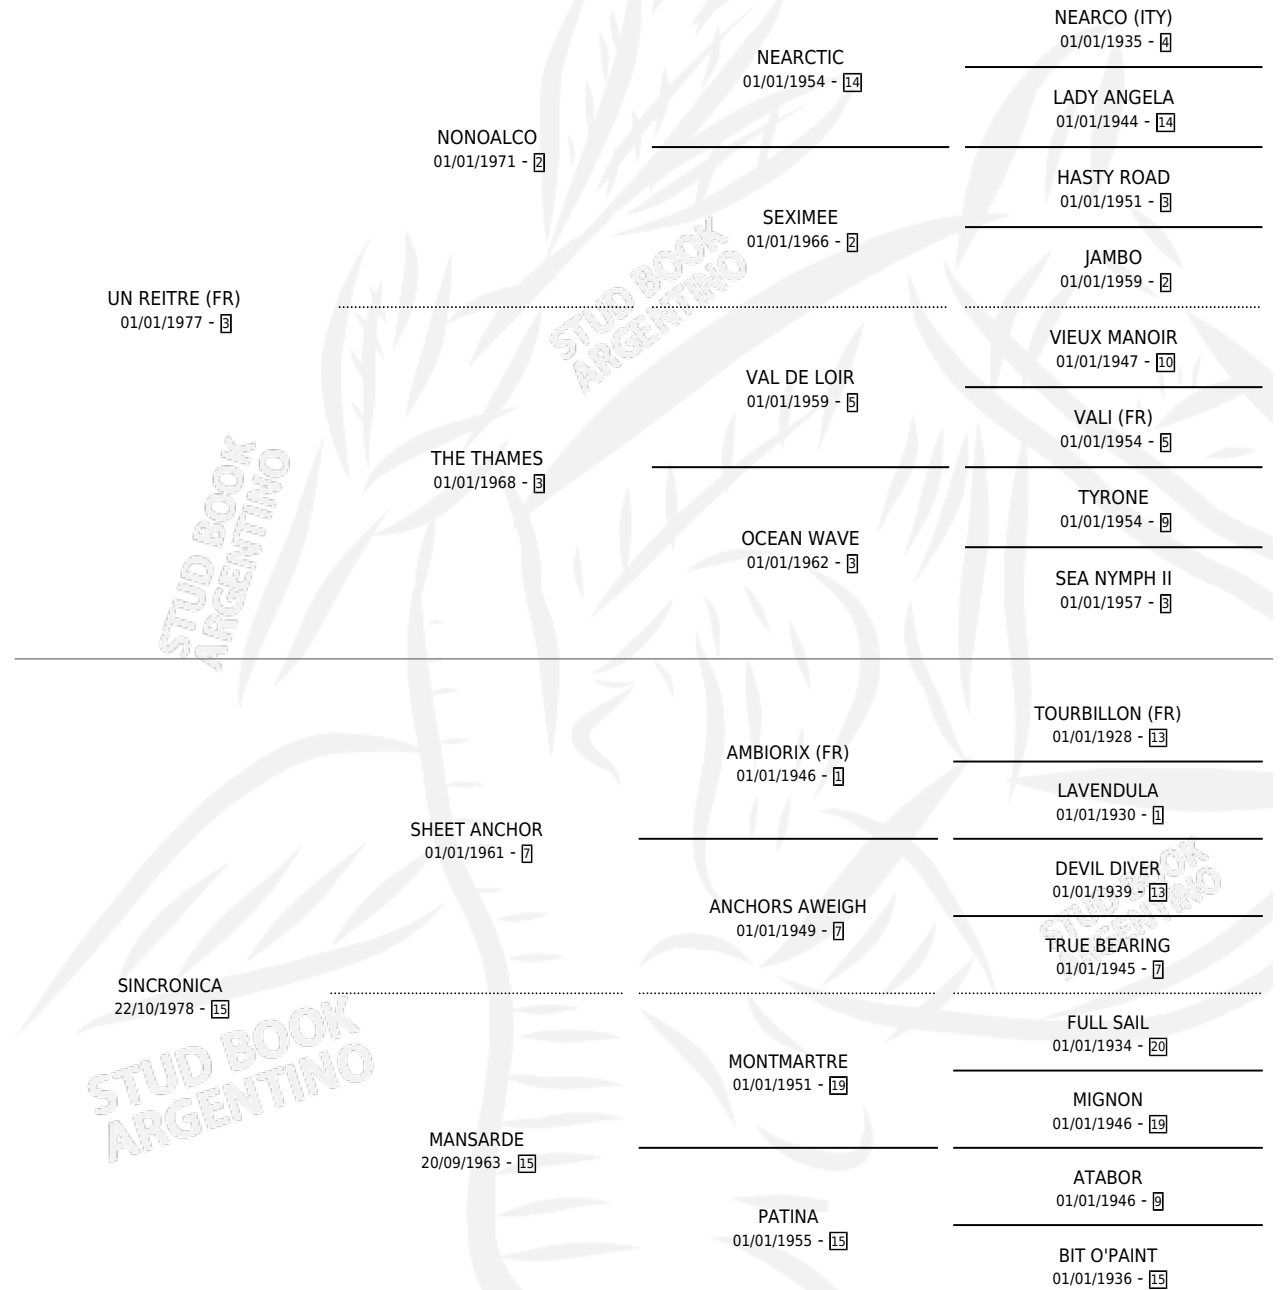 NEARCO (ITY)
01/01/1935 - 4
NEARCTIC
01/01/1954 - 14
LADY ANGELA
01/01/1944 - 14
NONOALCO
01/01/1971 - 2
HASTY ROAD
01/01/1951 - 3
SEXIMEE
01/01/1966 - 2
JAMBO
01/01/1959 - 2
UN REITRE (FR)
01/01/1977 - 3
VIEUX MANOIR
01/01/1947 - 10
VAL DE LOIR
01/01/1959 - 5
VALI (FR)
01/01/1954 - 5
THE THAMES
01/01/1968 - 3
TYRONE
01/01/1954 - 9
OCEAN WAVE
01/01/1962 - 3
SEA NYMPH II
01/01/1957 - 3
TOURBILLON (FR)
01/01/1928 - 13
AMBIORIX (FR)
01/01/1946 - 1
LAVENDULA
01/01/1930 - 1
SHEET ANCHOR
01/01/1961 - 7
DEVIL DIVER
01/01/1939 - 13
ANCHORS AWEIGH
01/01/1949 - 7
TRUE BEARING
01/01/1945 - 7
SINCRONICA
22/10/1978 - 15
FULL SAIL
01/01/1934 - 20
MONTMARTRE
01/01/1951 - 19
MIGNON
01/01/1946 - 19
MANSARDE
20/09/1963 - 15
ATABOR
01/01/1946 - 9
PATINA
01/01/1955 - 15
BIT O'PAINT
01/01/1936 - 15
STUD BOOK
ARGENTINO
STUD BOOK
ARGENTINO
STUD BOOK
ARGENTINO
STUD BOOK
ARGENTINO